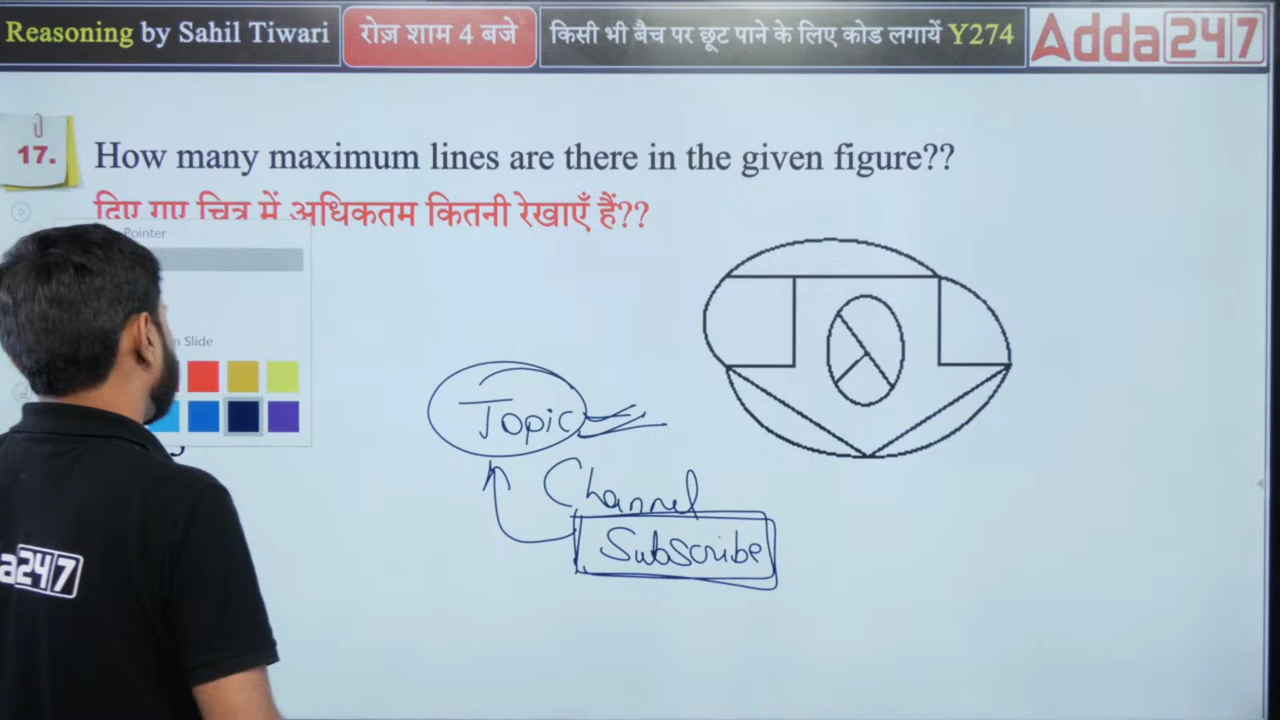 Reasoning by Sahil Tiwari
रोज़ शाम 4 बजे
किसी भी बैच पर छूट पाने के लिए कोड लगायें Y274
Adda247
17.
How many maximum lines are there in the given figure??
दिए गए चित्र में अधिकतम कितनी रेखाएँ हैं??
Pointer
n Slide
Topic
Channel
Subscribe
a247